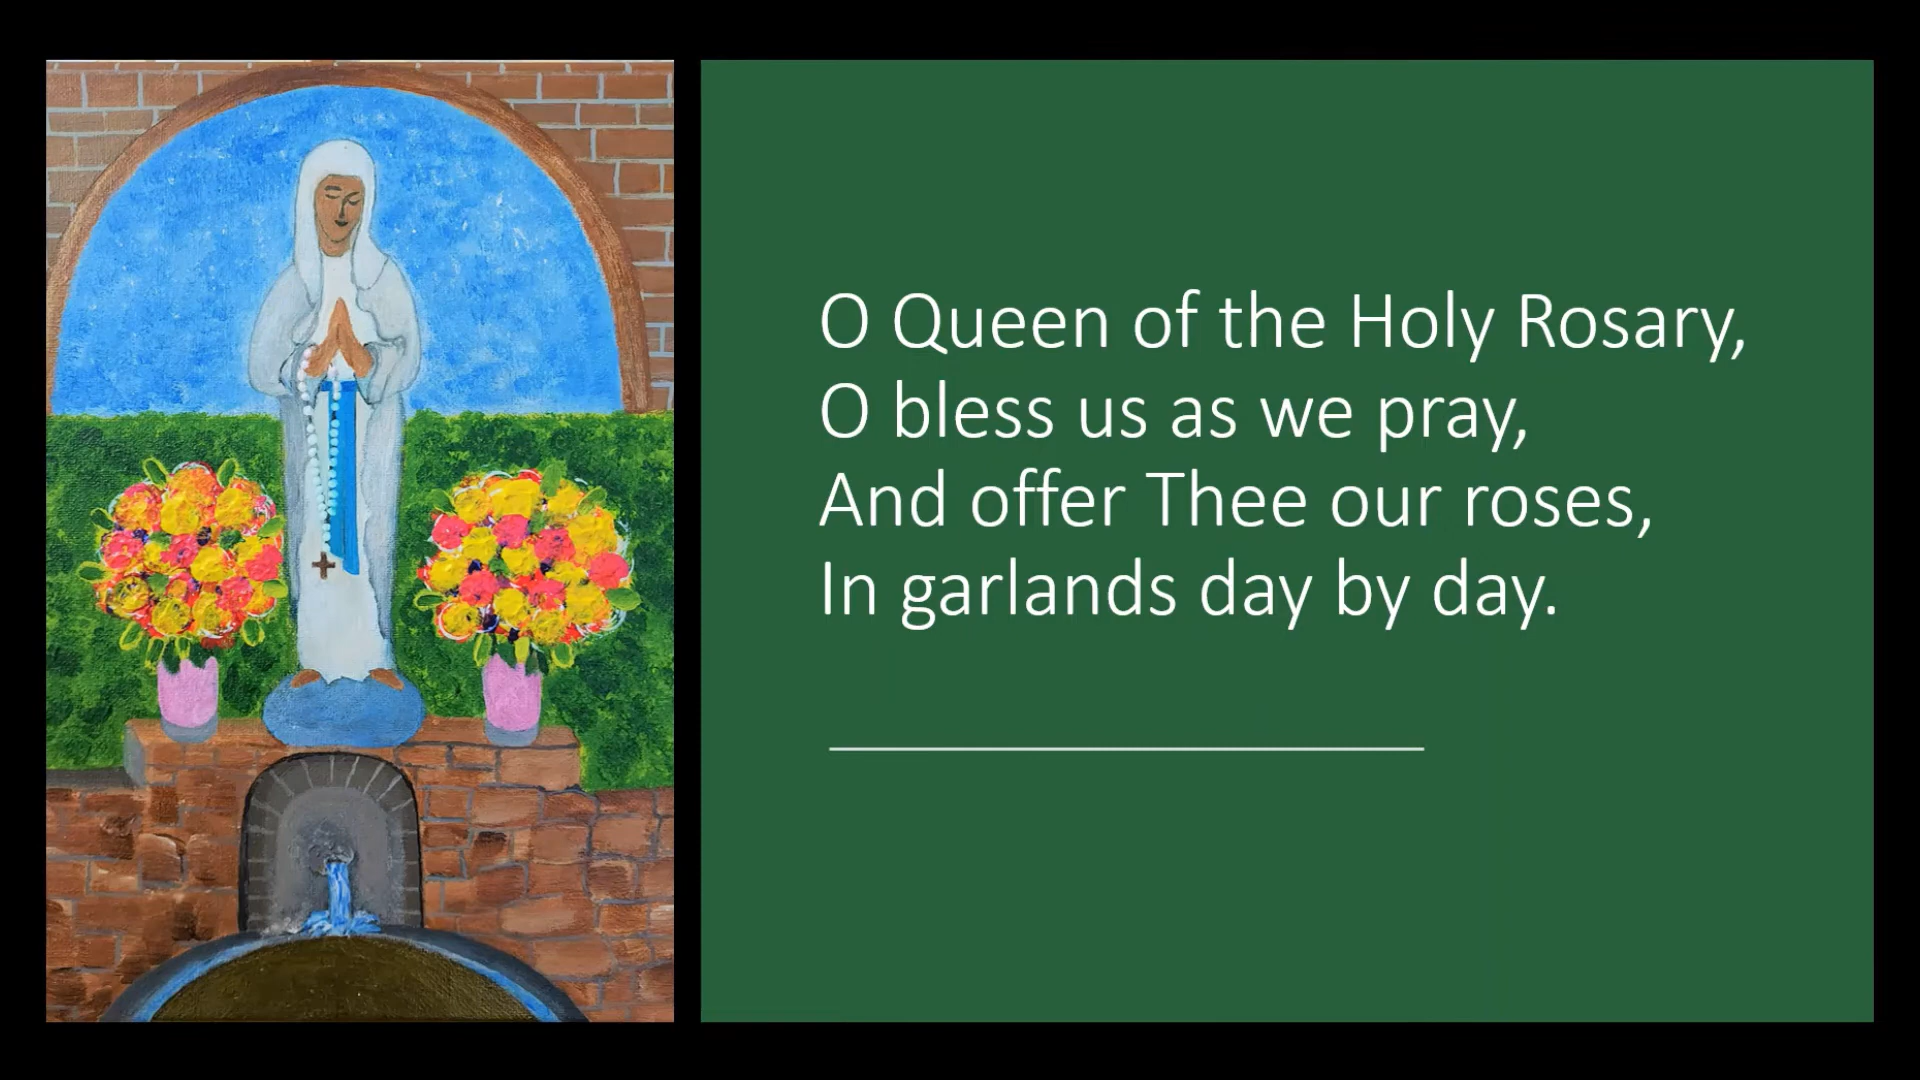 O Queen of the Holy Rosary,
O bless us as we pray,
And offer Thee our roses,
In garlands day by day.